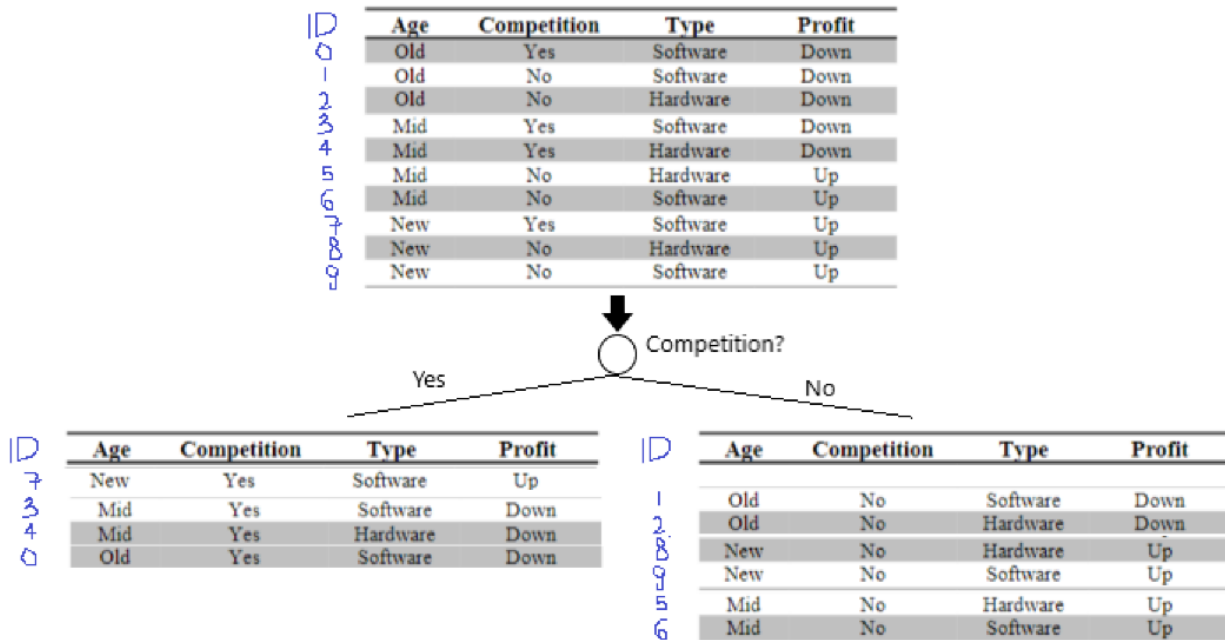 ID Age Competition Type Profit
0 Old Yes Software Down
1 Old No Software Down
2 Old No Hardware Down
3 Mid Yes Software Down
4 Mid Yes Hardware Down
5 Mid No Hardware Up
6 Mid No Software Up
7 New Yes Software Up
8 New No Hardware Up
9 New No Software Up
Competition?
Yes
No
ID Age Competition Type Profit
7 New Yes Software Up
3 Mid Yes Software Down
4 Mid Yes Hardware Down
0 Old Yes Software Down
ID Age Competition Type Profit
1 Old No Software Down
2 Old No Hardware Down
8 New No Hardware Up
9 New No Software Up
5 Mid No Hardware Up
6 Mid No Software Up